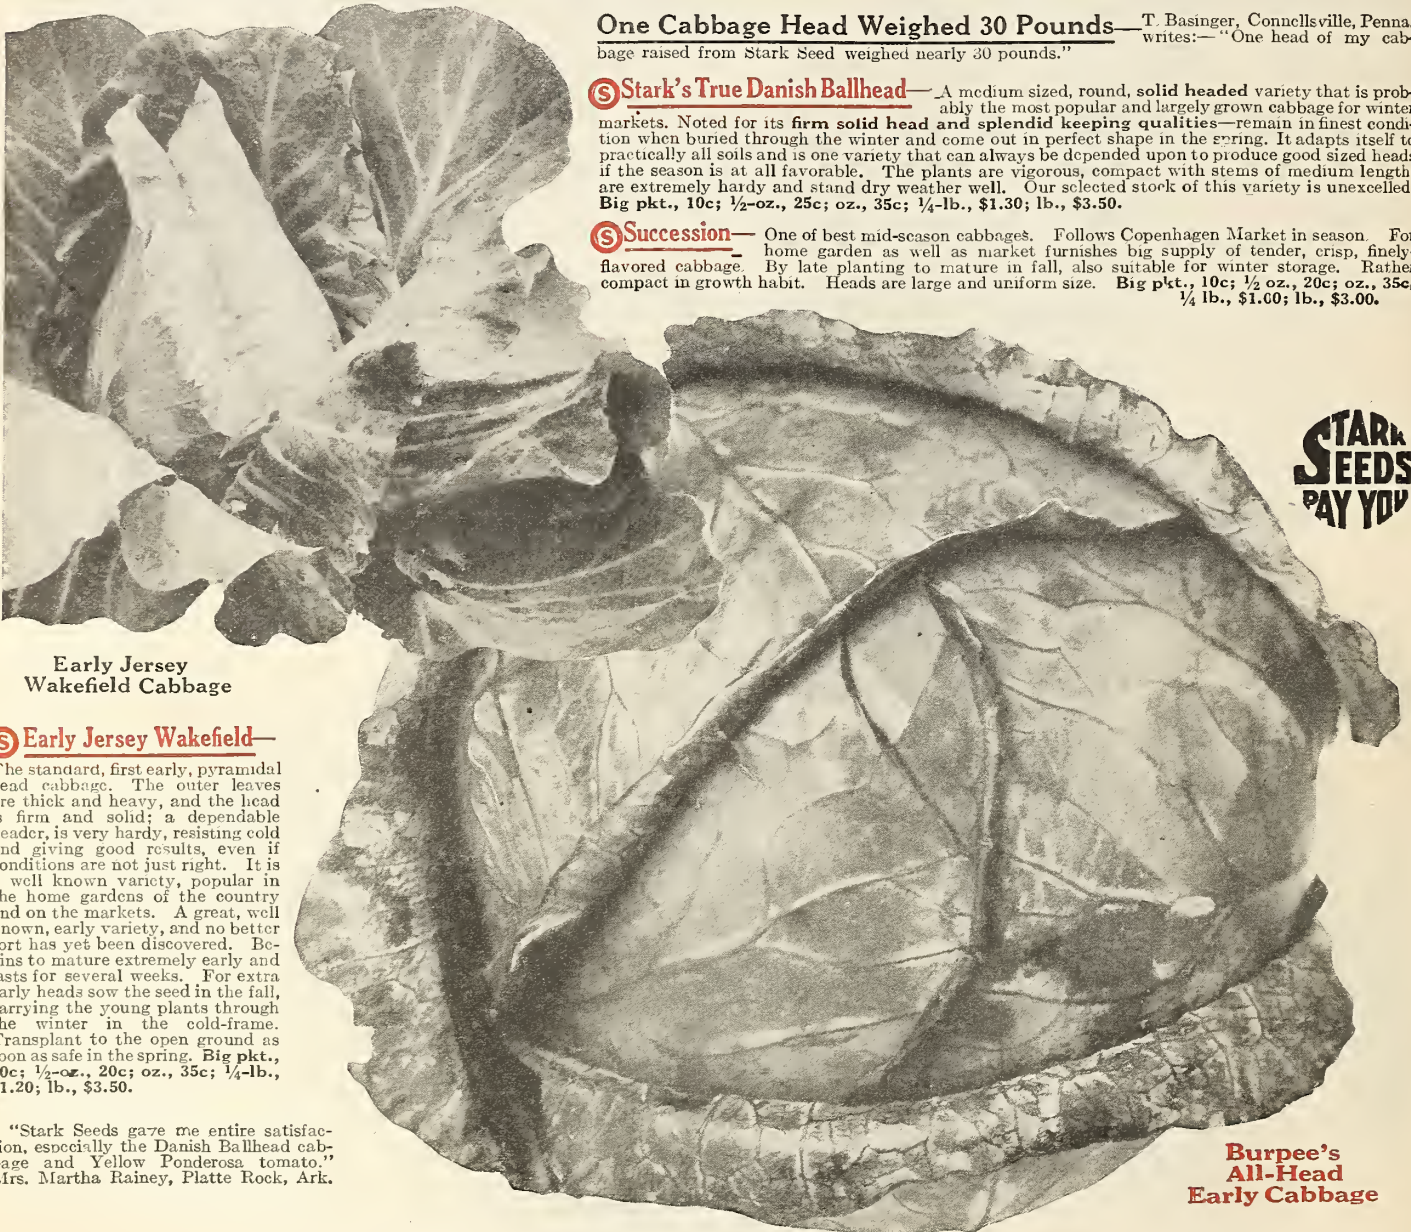 One Cabbage Head Weighed 30 Pounds—T. Basinger, Connellsville, Penna.
writes:—"One head of my cab-
bage raised from Stark Seed weighed nearly 30 pounds."
Ⓢ Stark's True Danish Ballhead—A medium sized, round, solid headed variety that is prob-
ably the most popular and largely grown cabbage for winter
markets. Noted for its firm solid head and splendid keeping qualities—remain in finest condi-
tion when buried through the winter and come out in perfect shape in the spring. It adapts itself to
practically all soils and is one variety that can always be depended upon to produce good sized heads
if the season is at all favorable. The plants are vigorous, compact with stems of medium length,
are extremely hardy and stand dry weather well. Our selected stock of this variety is unexcelled.
Big pkt., 10c; ½-oz., 25c; oz., 35c; ¼-lb., $1.30; lb., $3.50.
Ⓢ Succession— One of best mid-season cabbages. Follows Copenhagen Market in season. For
home garden as well as market furnishes big supply of tender, crisp, finely-
flavored cabbage. By late planting to mature in fall, also suitable for winter storage. Rather
compact in growth habit. Heads are large and uniform size. Big pkt., 10c; ½ oz., 20c; oz., 35c;
¼ lb., $1.00; lb., $3.00.
STARK
SEEDS
PAY YOU
Early Jersey
Wakefield Cabbage
Ⓢ Early Jersey Wakefield—
The standard, first early, pyramidal
head cabbage. The outer leaves
are thick and heavy, and the head
is firm and solid; a dependable
header, is very hardy, resisting cold
and giving good results, even if
conditions are not just right. It is
a well known variety, popular in
the home gardens of the country
and on the markets. A great, well
known, early variety, and no better
sort has yet been discovered. Be-
gins to mature extremely early and
lasts for several weeks. For extra
early heads sow the seed in the fall,
carrying the young plants through
the winter in the cold-frame.
Transplant to the open ground as
soon as safe in the spring. Big pkt.,
10c; ½-oz., 20c; oz., 35c; ¼-lb.,
$1.20; lb., $3.50.
"Stark Seeds gave me entire satisfac-
tion, especially the Danish Ballhead cab-
bage and Yellow Ponderosa tomato."
Mrs. Martha Rainey, Platte Rock, Ark.
Burpee's
All-Head
Early Cabbage